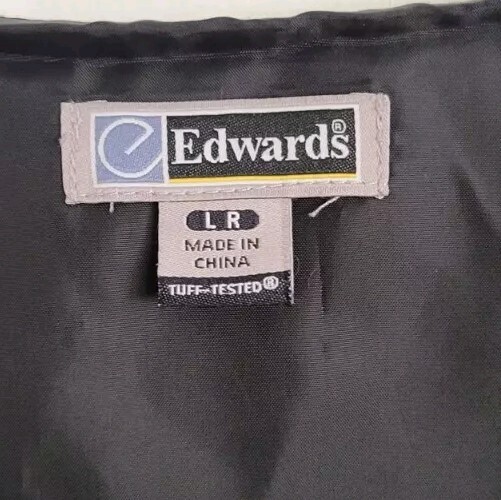 e Edwards®
L R
MADE IN
CHINA
TUFF-TESTED®